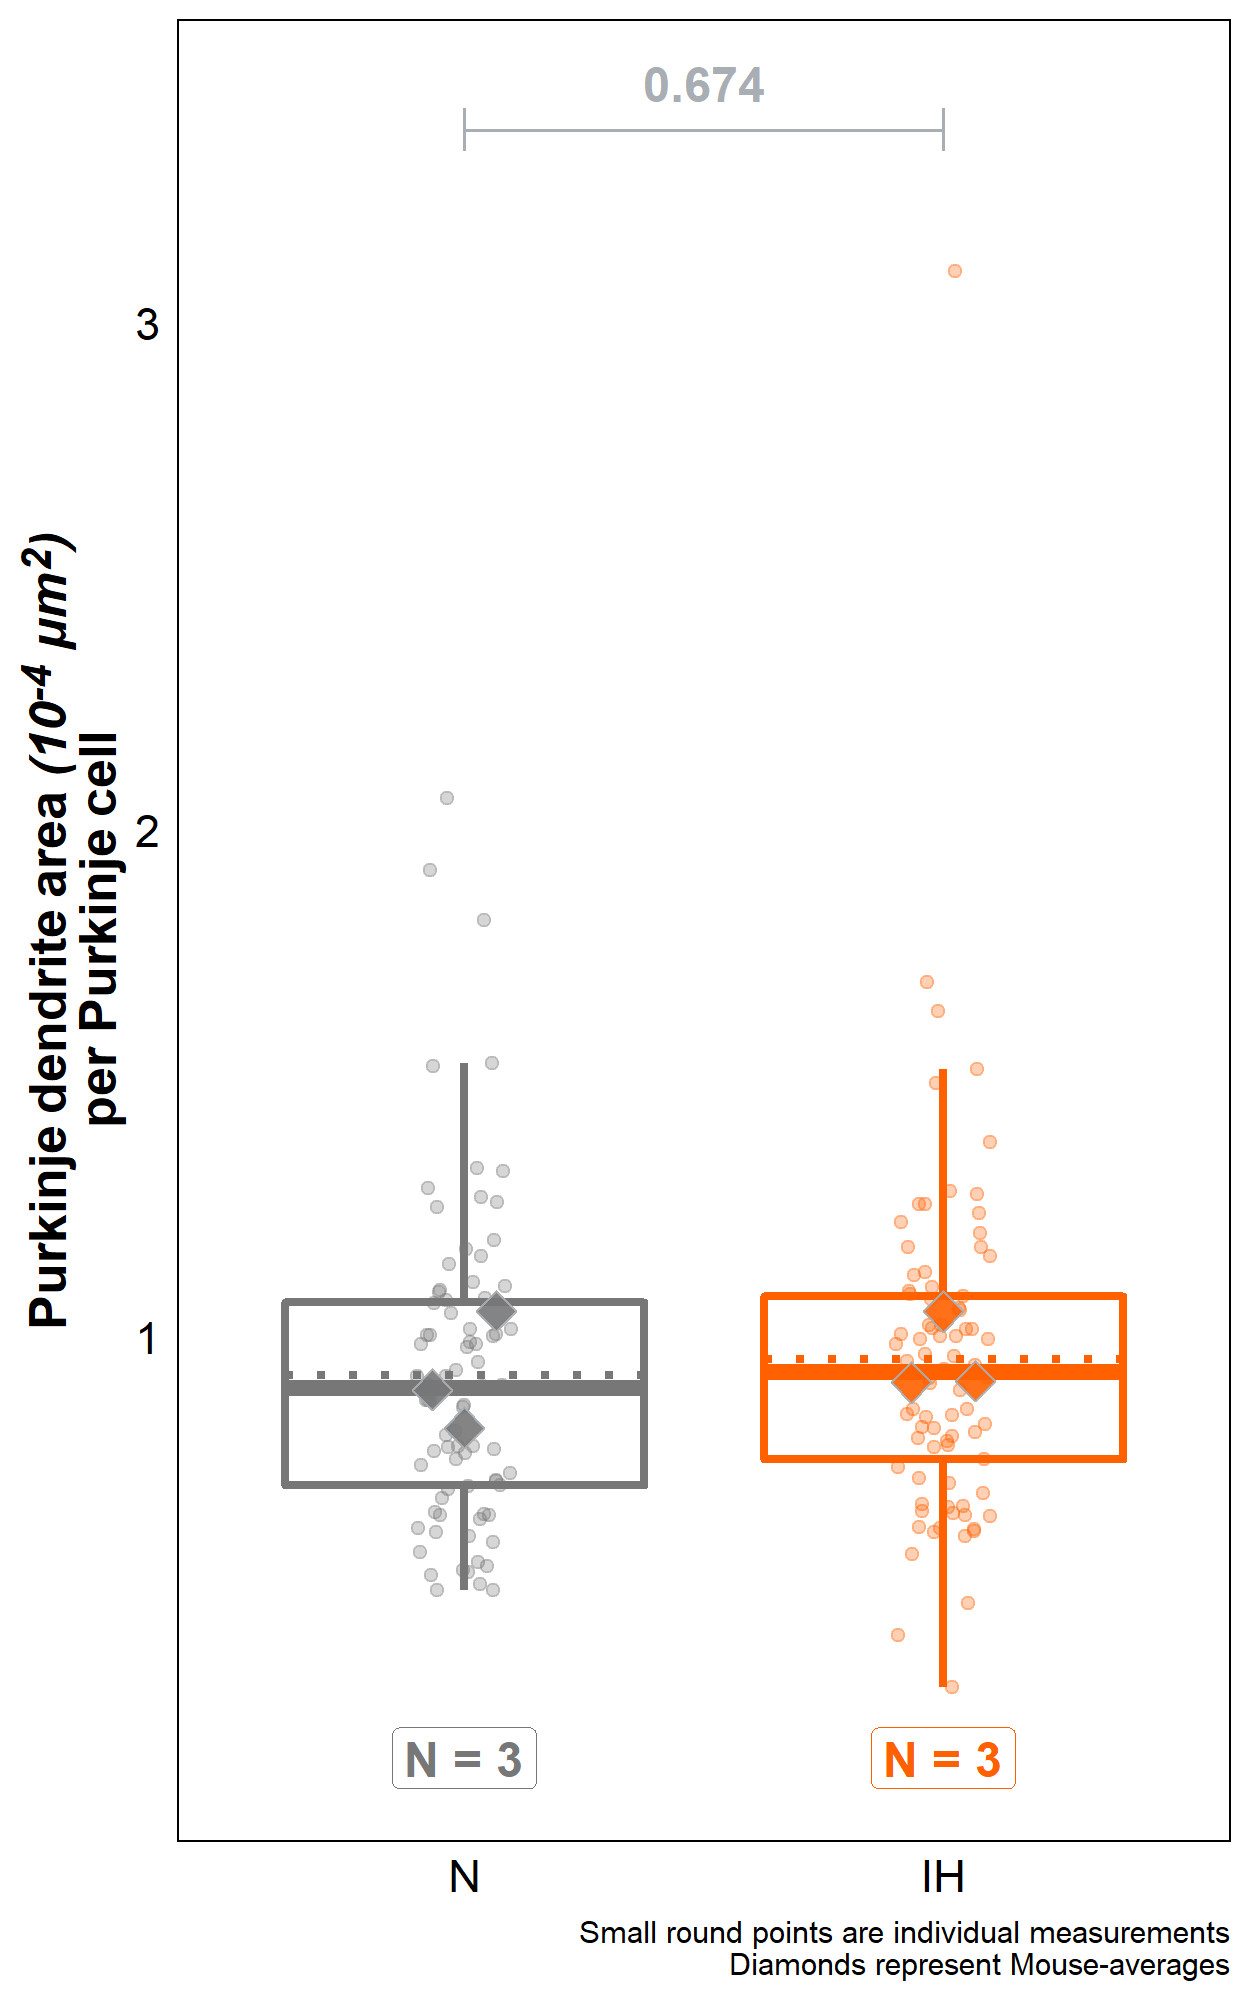 0.674
3
2
1
Purkinje dendrite area (10⁻⁴ µm²)
per Purkinje cell
N = 3
N = 3
N
IH
Small round points are individual measurements
Diamonds represent Mouse-averages